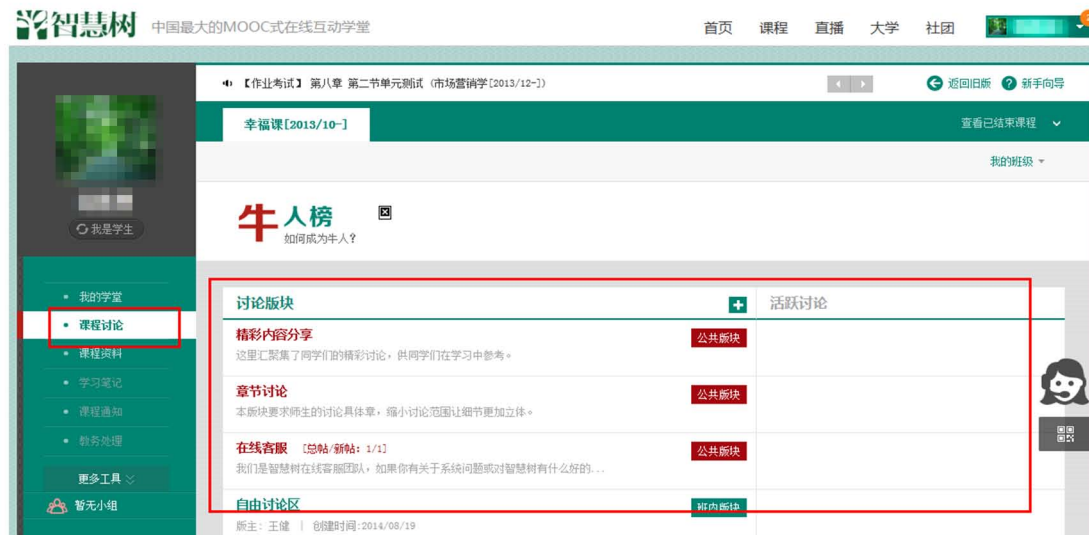 智慧树 中国最大的MOOC式在线互动学堂 首页 课程 直播 大学 社团
【作业考试】 第八章 第二节单元测试（市场营销学[2013/12-]） 返回旧版 新手向导
幸福课[2013/10-] 查看已结束课程
我的班级
牛人榜
如何成为牛人?
我是学生
我的学堂
课程讨论
课程资料
学习笔记
课程通知
教务处理
更多工具
暂无小组
讨论版块 活跃讨论
精彩内容分享 公共版块
这里汇聚集了同学们的精彩讨论，供同学们在学习中参考。
章节讨论 公共版块
本版块要求师生的讨论具体章，缩小讨论范围让细节更加立体。
在线客服 [总帖/新帖: 1/1] 公共版块
我们是智慧树在线客服团队，如果你有关于系统问题或对智慧树有什么好的...
自由讨论区 班内版块
版主: 王健 | 创建时间:2014/08/19